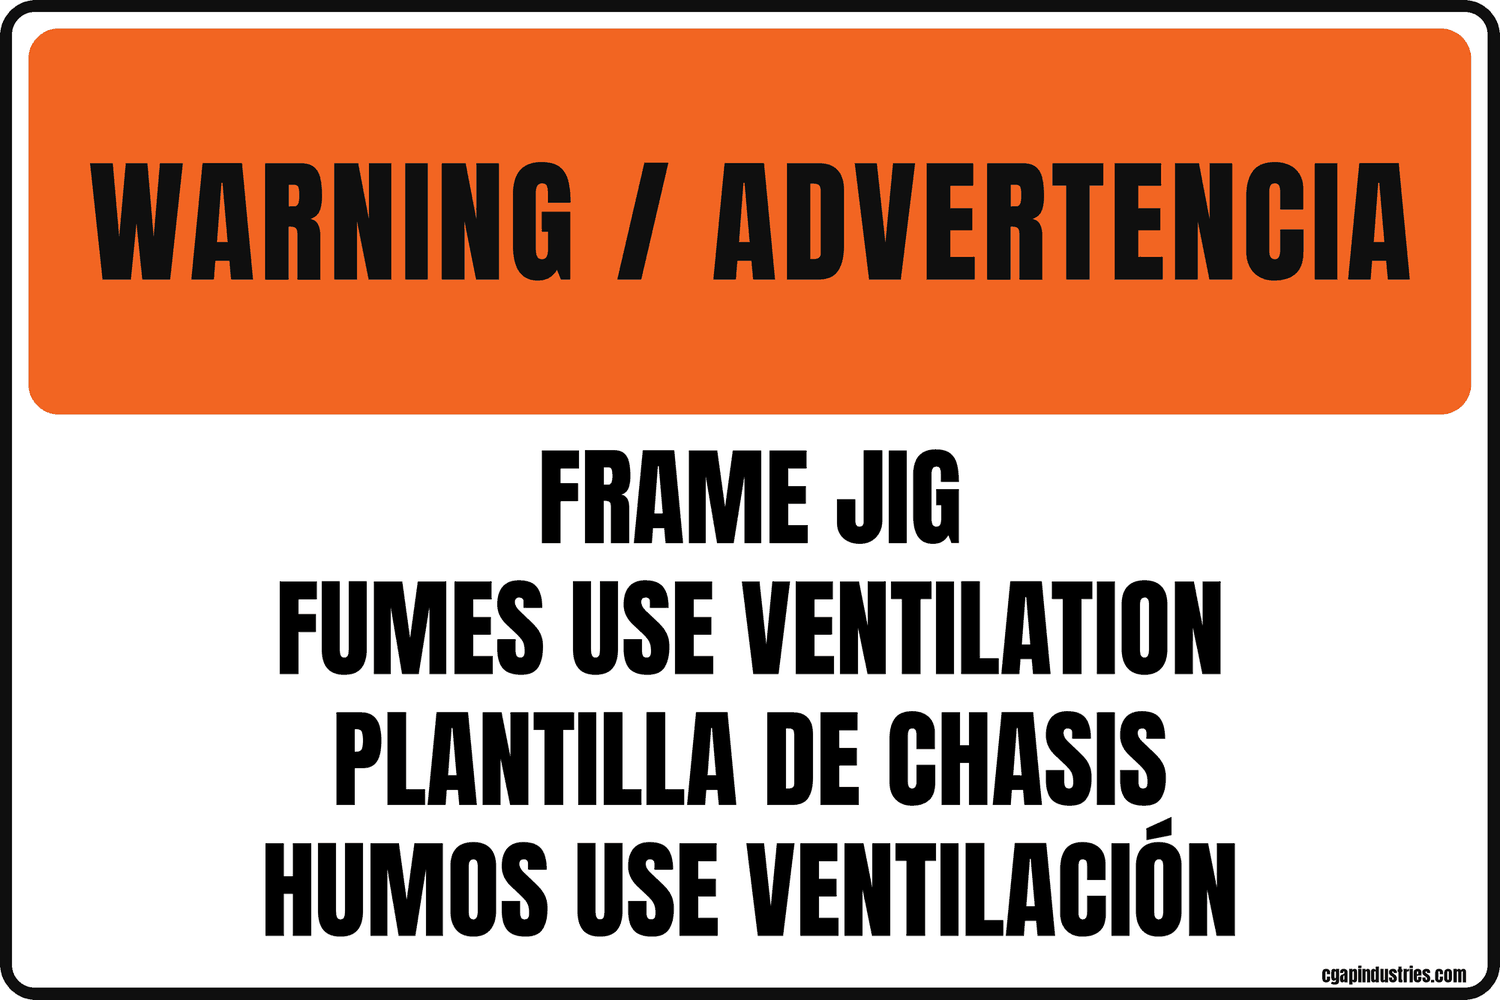 WARNING / ADVERTENCIA
FRAME JIG
FUMES USE VENTILATION
PLANTILLA DE CHASIS
HUMOS USE VENTILACIÓN
cgapindustries.com